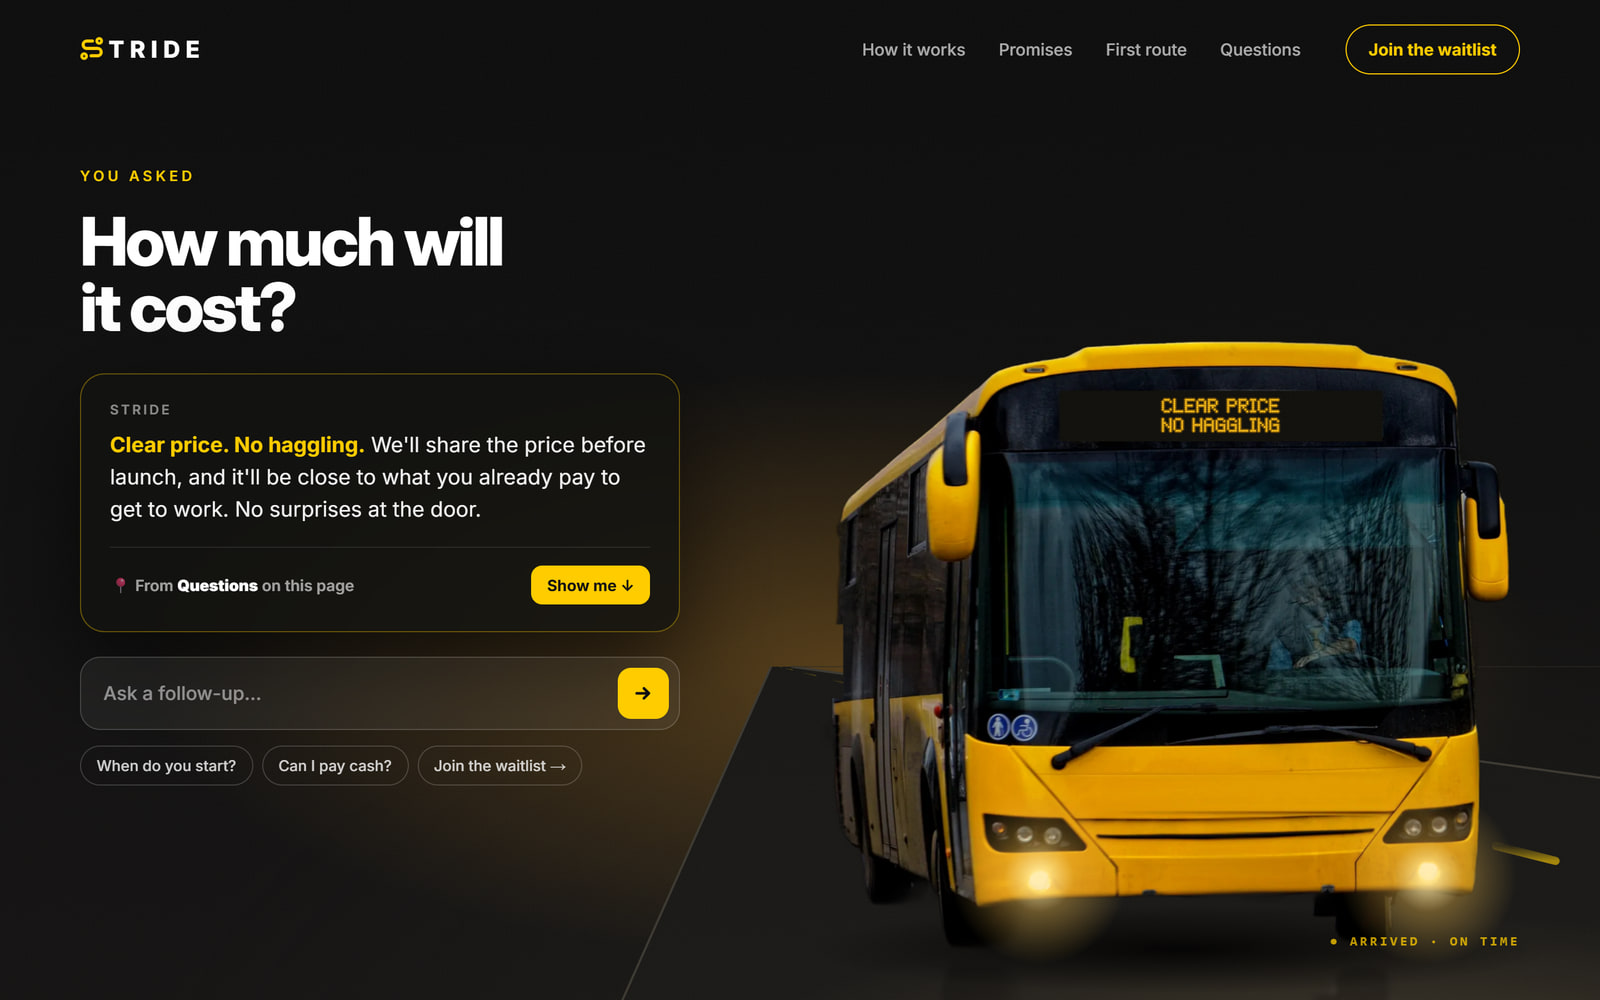 STRIDE
How it works
Promises
First route
Questions
Join the waitlist
YOU ASKED
How much will
it cost?
STRIDE
Clear price. No haggling. We'll share the price before
launch, and it'll be close to what you already pay to
get to work. No surprises at the door.
From Questions on this page
Show me ↓
Ask a follow-up...
When do you start?
Can I pay cash?
Join the waitlist →
CLEAR PRICE
NO HAGGLING
ARRIVED · ON TIME